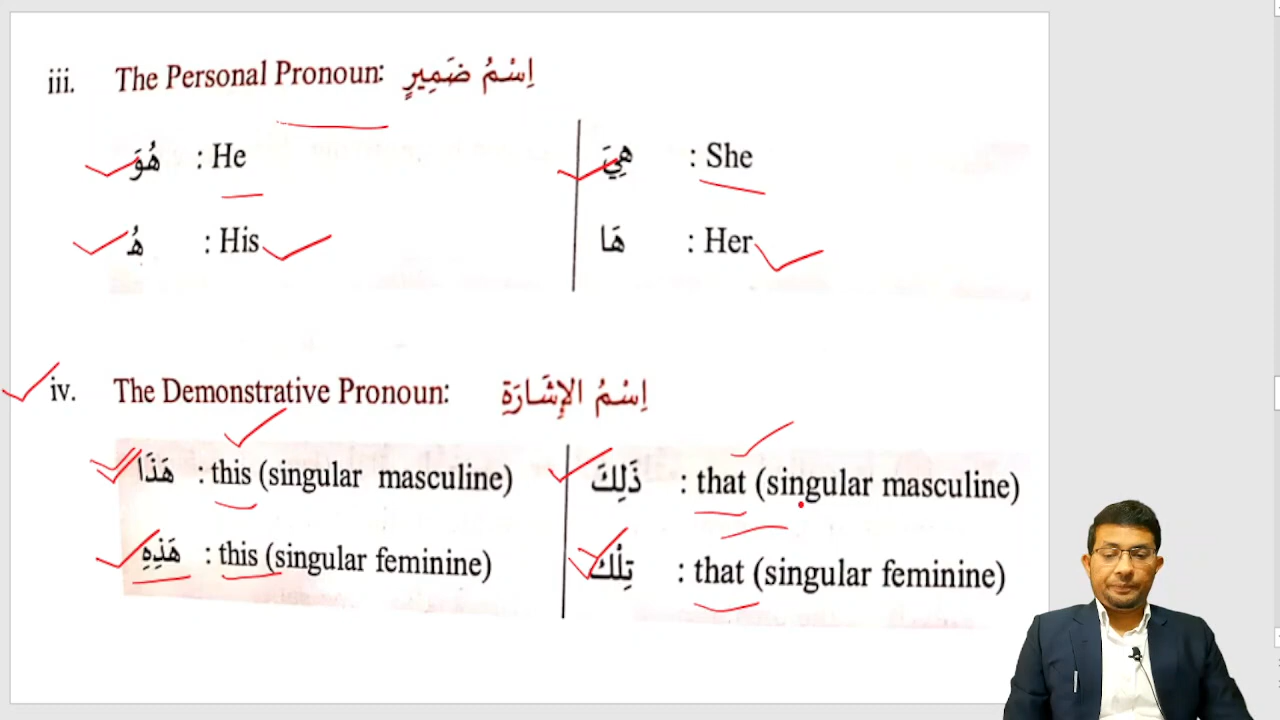 iii. The Personal Pronoun: اِسْمُ ضَمِيرٍ
هُوَ : He
هِيَ : She
هُ : His
هَا : Her
iv. The Demonstrative Pronoun: اِسْمُ الإِشَارَةِ
هَذَا : this (singular masculine)
ذَلِكَ : that (singular masculine)
هَذِهِ : this (singular feminine)
تِلْكَ : that (singular feminine)